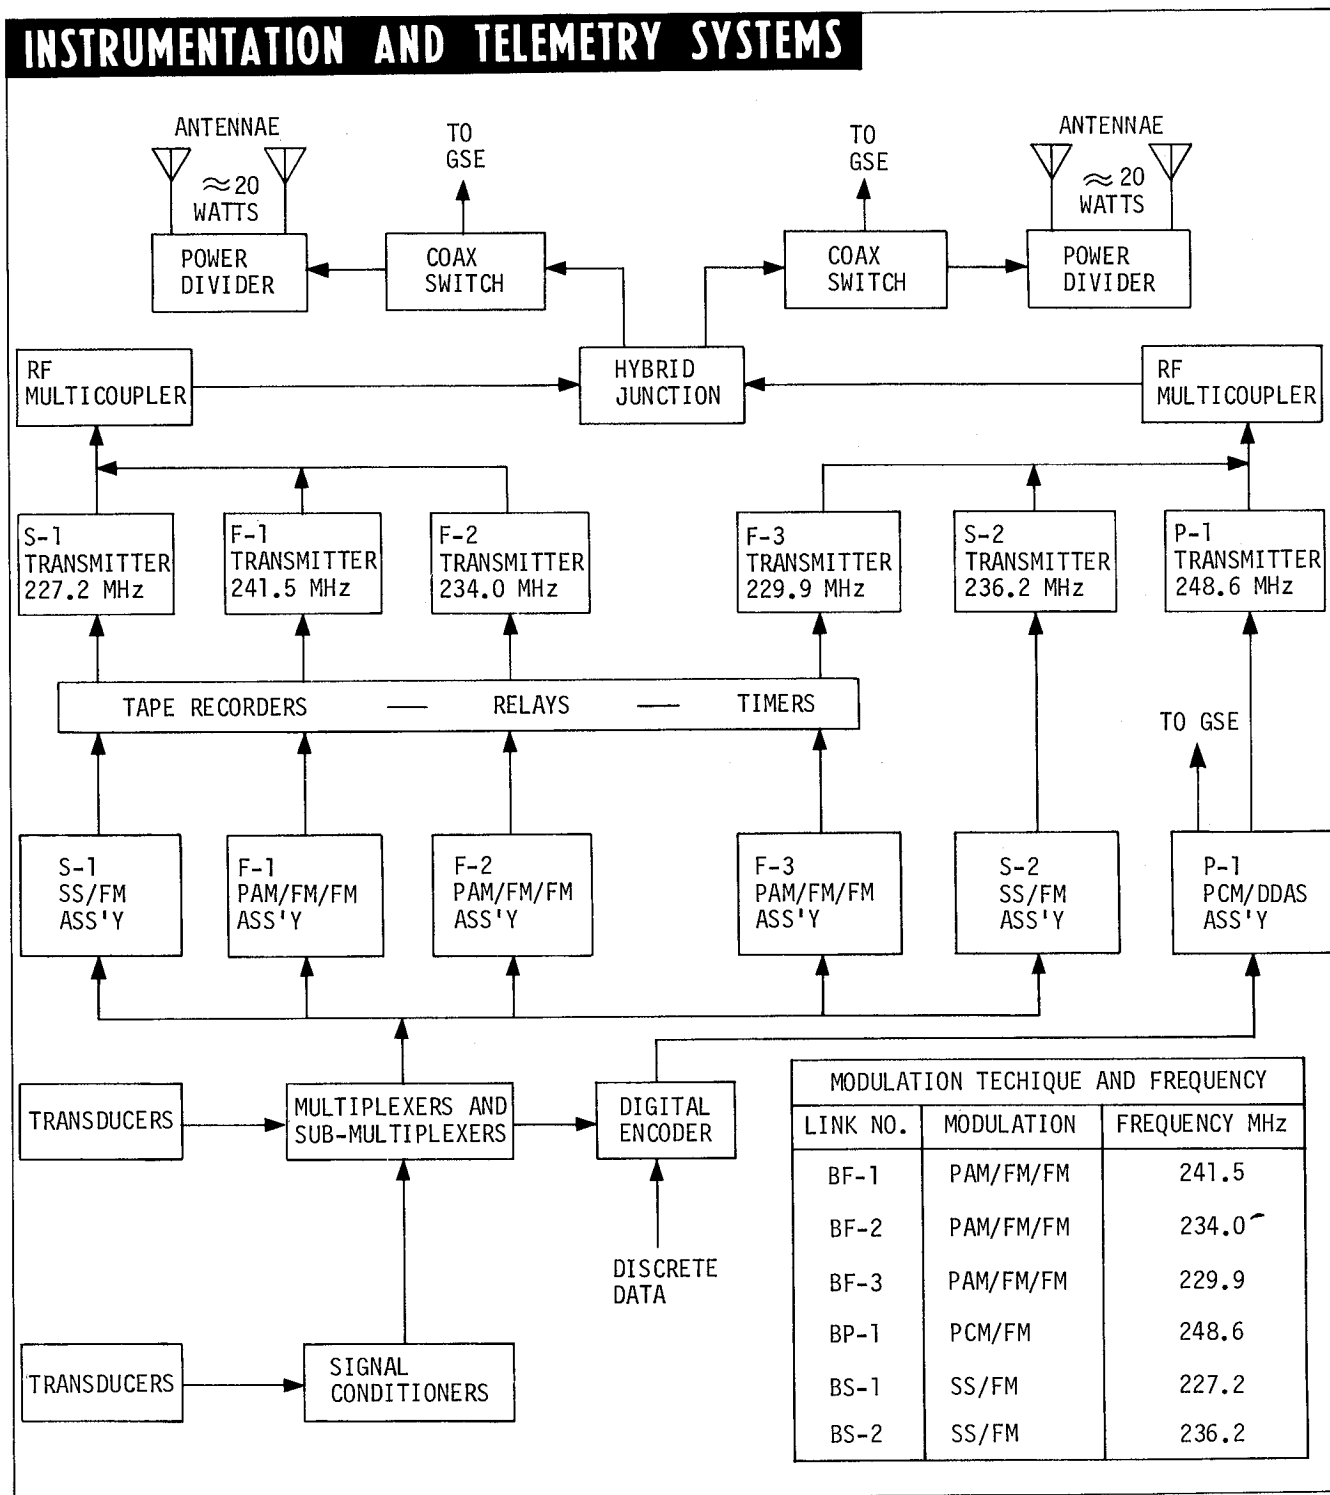 INSTRUMENTATION AND TELEMETRY SYSTEMS
ANTENNAE
≈20
WATTS
TO
GSE
TO
GSE
ANTENNAE
≈20
WATTS
POWER
DIVIDER
COAX
SWITCH
COAX
SWITCH
POWER
DIVIDER
RF
MULTICOUPLER
HYBRID
JUNCTION
RF
MULTICOUPLER
S-1
TRANSMITTER
227.2 MHz
F-1
TRANSMITTER
241.5 MHz
F-2
TRANSMITTER
234.0 MHz
F-3
TRANSMITTER
229.9 MHz
S-2
TRANSMITTER
236.2 MHz
P-1
TRANSMITTER
248.6 MHz
TAPE RECORDERS — RELAYS — TIMERS
TO GSE
S-1
SS/FM
ASS'Y
F-1
PAM/FM/FM
ASS'Y
F-2
PAM/FM/FM
ASS'Y
F-3
PAM/FM/FM
ASS'Y
S-2
SS/FM
ASS'Y
P-1
PCM/DDAS
ASS'Y
TRANSDUCERS
MULTIPLEXERS AND
SUB-MULTIPLEXERS
DIGITAL
ENCODER
DISCRETE
DATA
TRANSDUCERS
SIGNAL
CONDITIONERS
MODULATION TECHIQUE AND FREQUENCY
LINK NO. MODULATION FREQUENCY MHz
BF-1 PAM/FM/FM 241.5
BF-2 PAM/FM/FM 234.0
BF-3 PAM/FM/FM 229.9
BP-1 PCM/FM 248.6
BS-1 SS/FM 227.2
BS-2 SS/FM 236.2